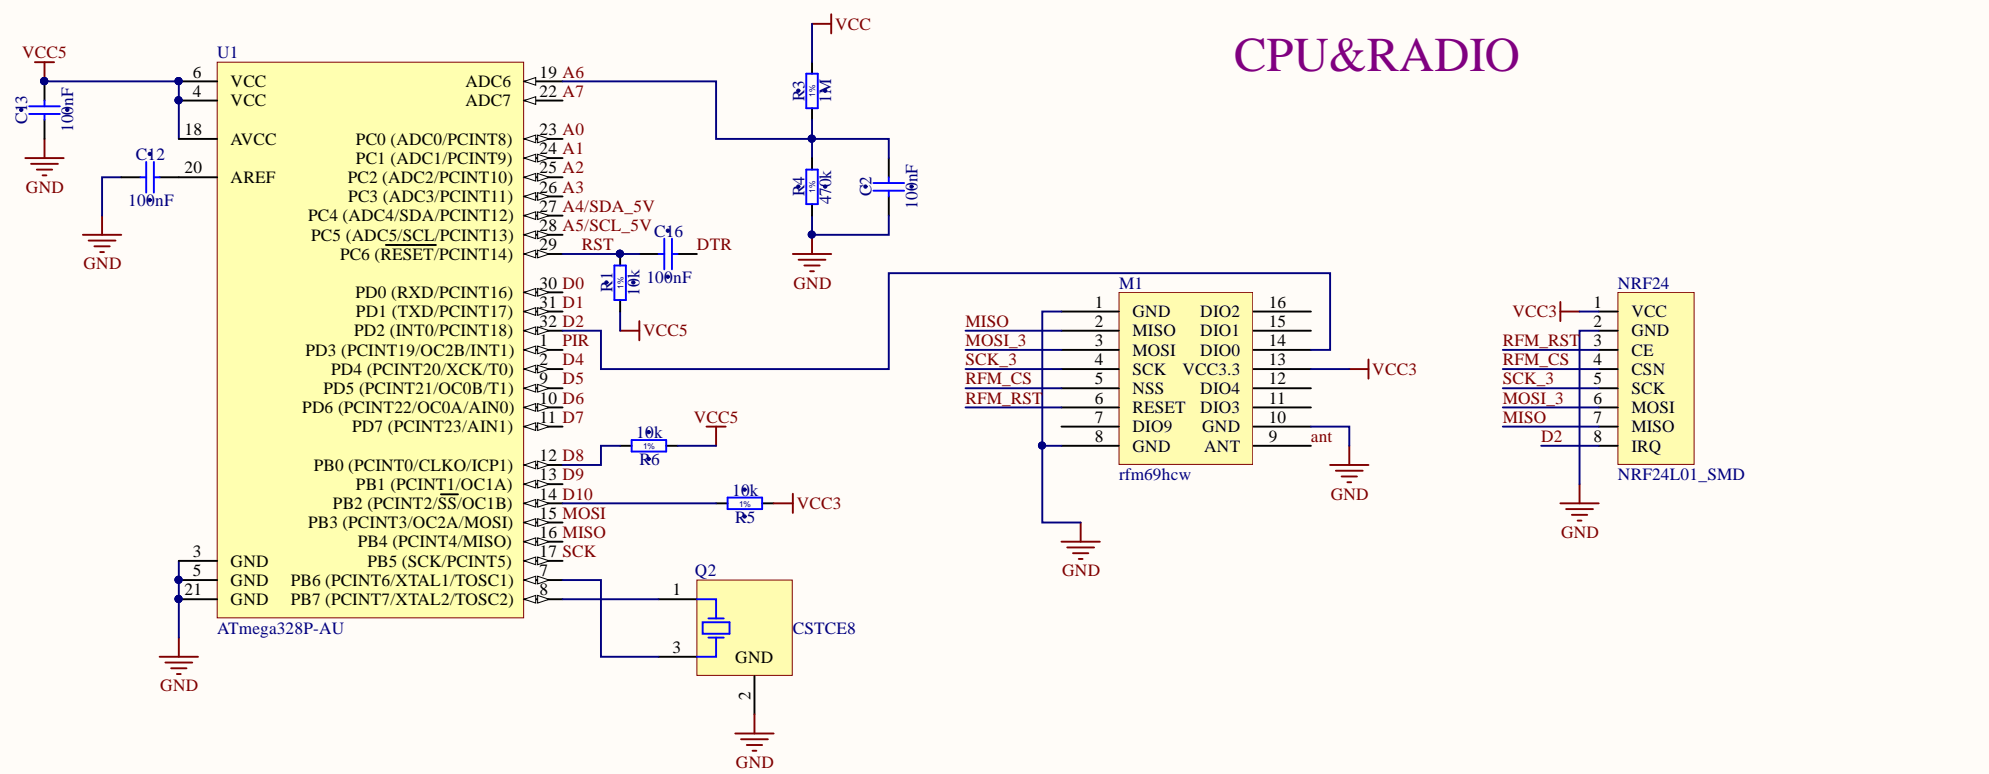 CPU&RADIO
VCC5
C13
100nF
GND
C12
100nF
GND
U1
6 VCC
4 VCC
18 AVCC
20 AREF
3 GND
5 GND
21 GND
GND
ADC6 19 A6
ADC7 22 A7
PC0 (ADC0/PCINT8) 23 A0
PC1 (ADC1/PCINT9) 24 A1
PC2 (ADC2/PCINT10) 25 A2
PC3 (ADC3/PCINT11) 26 A3
PC4 (ADC4/SDA/PCINT12) 27 A4/SDA_5V
PC5 (ADC5/SCL/PCINT13) 28 A5/SCL_5V
PC6 (RESET/PCINT14) 29 RST
PD0 (RXD/PCINT16) 30 D0
PD1 (TXD/PCINT17) 31 D1
PD2 (INT0/PCINT18) 32 D2
PD3 (PCINT19/OC2B/INT1) 1 PIR
PD4 (PCINT20/XCK/T0) 2 D4
PD5 (PCINT21/OC0B/T1) 9 D5
PD6 (PCINT22/OC0A/AIN0) 10 D6
PD7 (PCINT23/AIN1) 11 D7
PB0 (PCINT0/CLKO/ICP1) 12 D8
PB1 (PCINT1/OC1A) 13 D9
PB2 (PCINT2/SS/OC1B) 14 D10
PB3 (PCINT3/OC2A/MOSI) 15 MOSI
PB4 (PCINT4/MISO) 16 MISO
PB5 (SCK/PCINT5) 17 SCK
PB6 (PCINT6/XTAL1/TOSC1) 7
PB7 (PCINT7/XTAL2/TOSC2) 8
ATmega328P-AU
VCC
R3
1%
1M
R4
1%
470k
C2
100nF
GND
C16
100nF
DTR
R1
1%
10k
VCC5
10k
1%
R6
VCC5
10k
1%
R5
VCC3
Q2
1
3
GND
2
CSTCE8
GND
M1
1 GND
MISO 2 MISO
MOSI_3 3 MOSI
SCK_3 4 SCK
RFM_CS 5 NSS
RFM_RST 6 RESET
7 DIO9
8 GND
DIO2 16
DIO1 15
DIO0 14
VCC3.3 13 VCC3
DIO4 12
DIO3 11
GND 10
ANT 9 ant
rfm69hcw
GND
GND
NRF24
VCC3 1 VCC
2 GND
RFM_RST 3 CE
RFM_CS 4 CSN
SCK_3 5 SCK
MOSI_3 6 MOSI
MISO 7 MISO
D2 8 IRQ
NRF24L01_SMD
GND